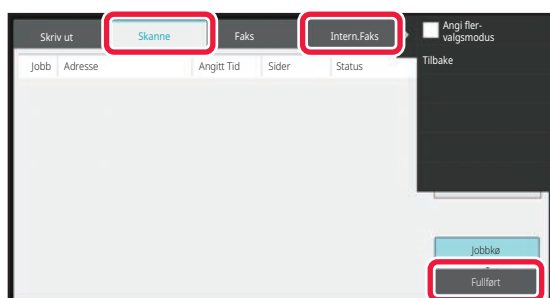 Skriv ut Skanne Faks Intern.Faks
Angi fler-
valgsmodus
Tilbake
Jobb Adresse Angitt Tid Sider Status
Jobbkø
Fullført